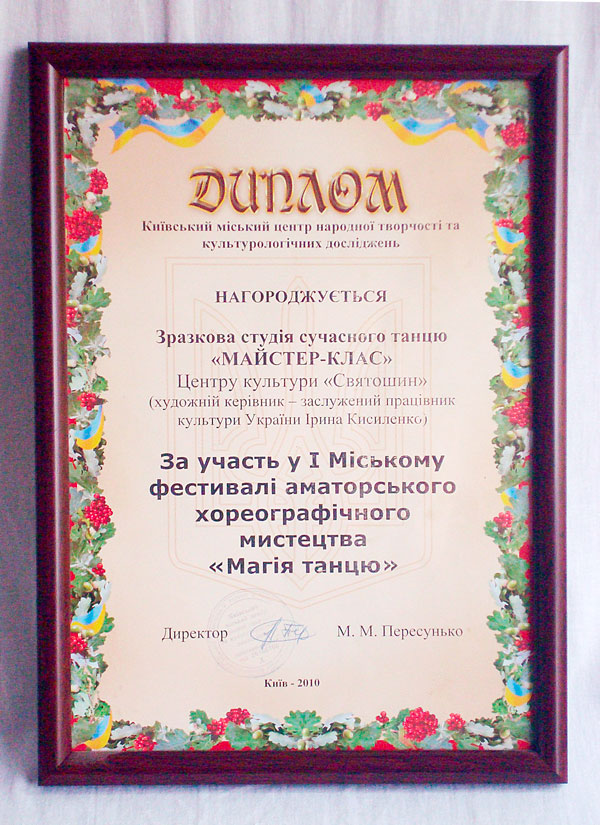 ДИПЛОМ
Київський міський центр народної творчості та
культурологічних досліджень
НАГОРОДЖУЄТЬСЯ
Зразкова студія сучасного танцю
«МАЙСТЕР-КЛАС»
Центру культури «Святошин»
(художній керівник – заслужений працівник
культури України Ірина Кисиленко)
За участь у І Міському
фестивалі аматорського
хореографічного
мистецтва
«Магія танцю»
Директор М. М. Пересунько
Київ - 2010